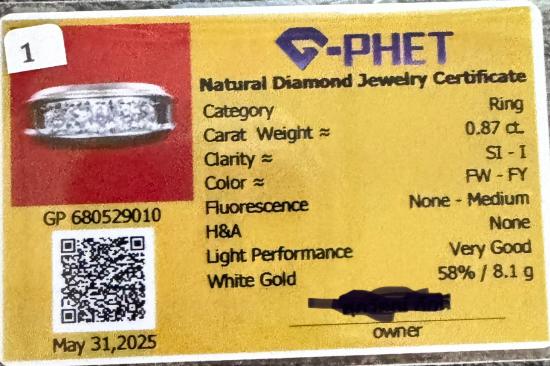 1
G-PHET
Natural Diamond Jewelry Certificate
Category Ring
Carat Weight ≈ 0.87 ct.
Clarity ≈ SI - I
Color ≈ FW - FY
Fluorescence None - Medium
H&A None
Light Performance Very Good
White Gold 58% / 8.1 g
GP 680529010
owner
May 31,2025